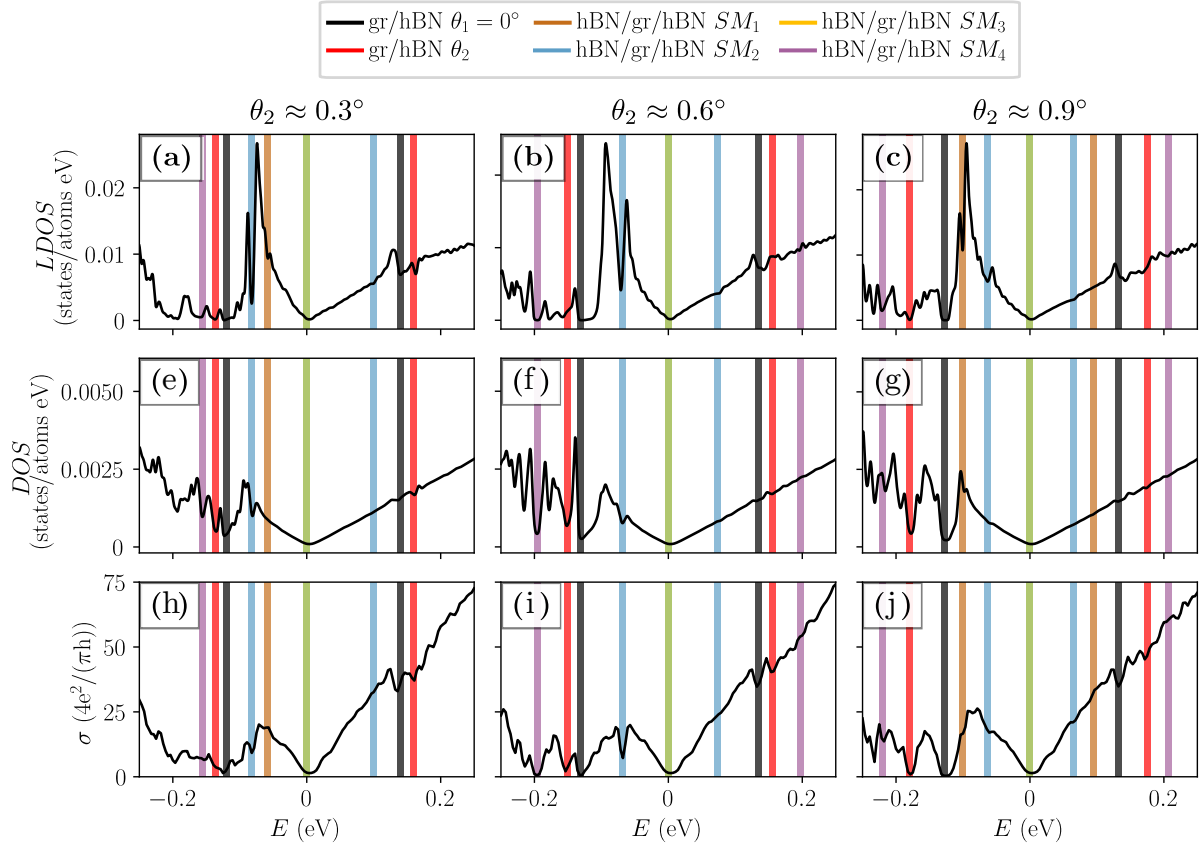 gr/hBN θ₁ = 0° hBN/gr/hBN SM₁ hBN/gr/hBN SM₃
gr/hBN θ₂ hBN/gr/hBN SM₂ hBN/gr/hBN SM₄
θ₂ ≈ 0.3° θ₂ ≈ 0.6° θ₂ ≈ 0.9°
(a) (b) (c)
LDOS
(states/atoms eV)
0.02
0.01
0
(e) (f) (g)
DOS
(states/atoms eV)
0.0050
0.0025
0
(h) (i) (j)
σ (4e²/(πh))
75
50
25
0
−0.2 0 0.2 −0.2 0 0.2 −0.2 0 0.2
E (eV) E (eV) E (eV)